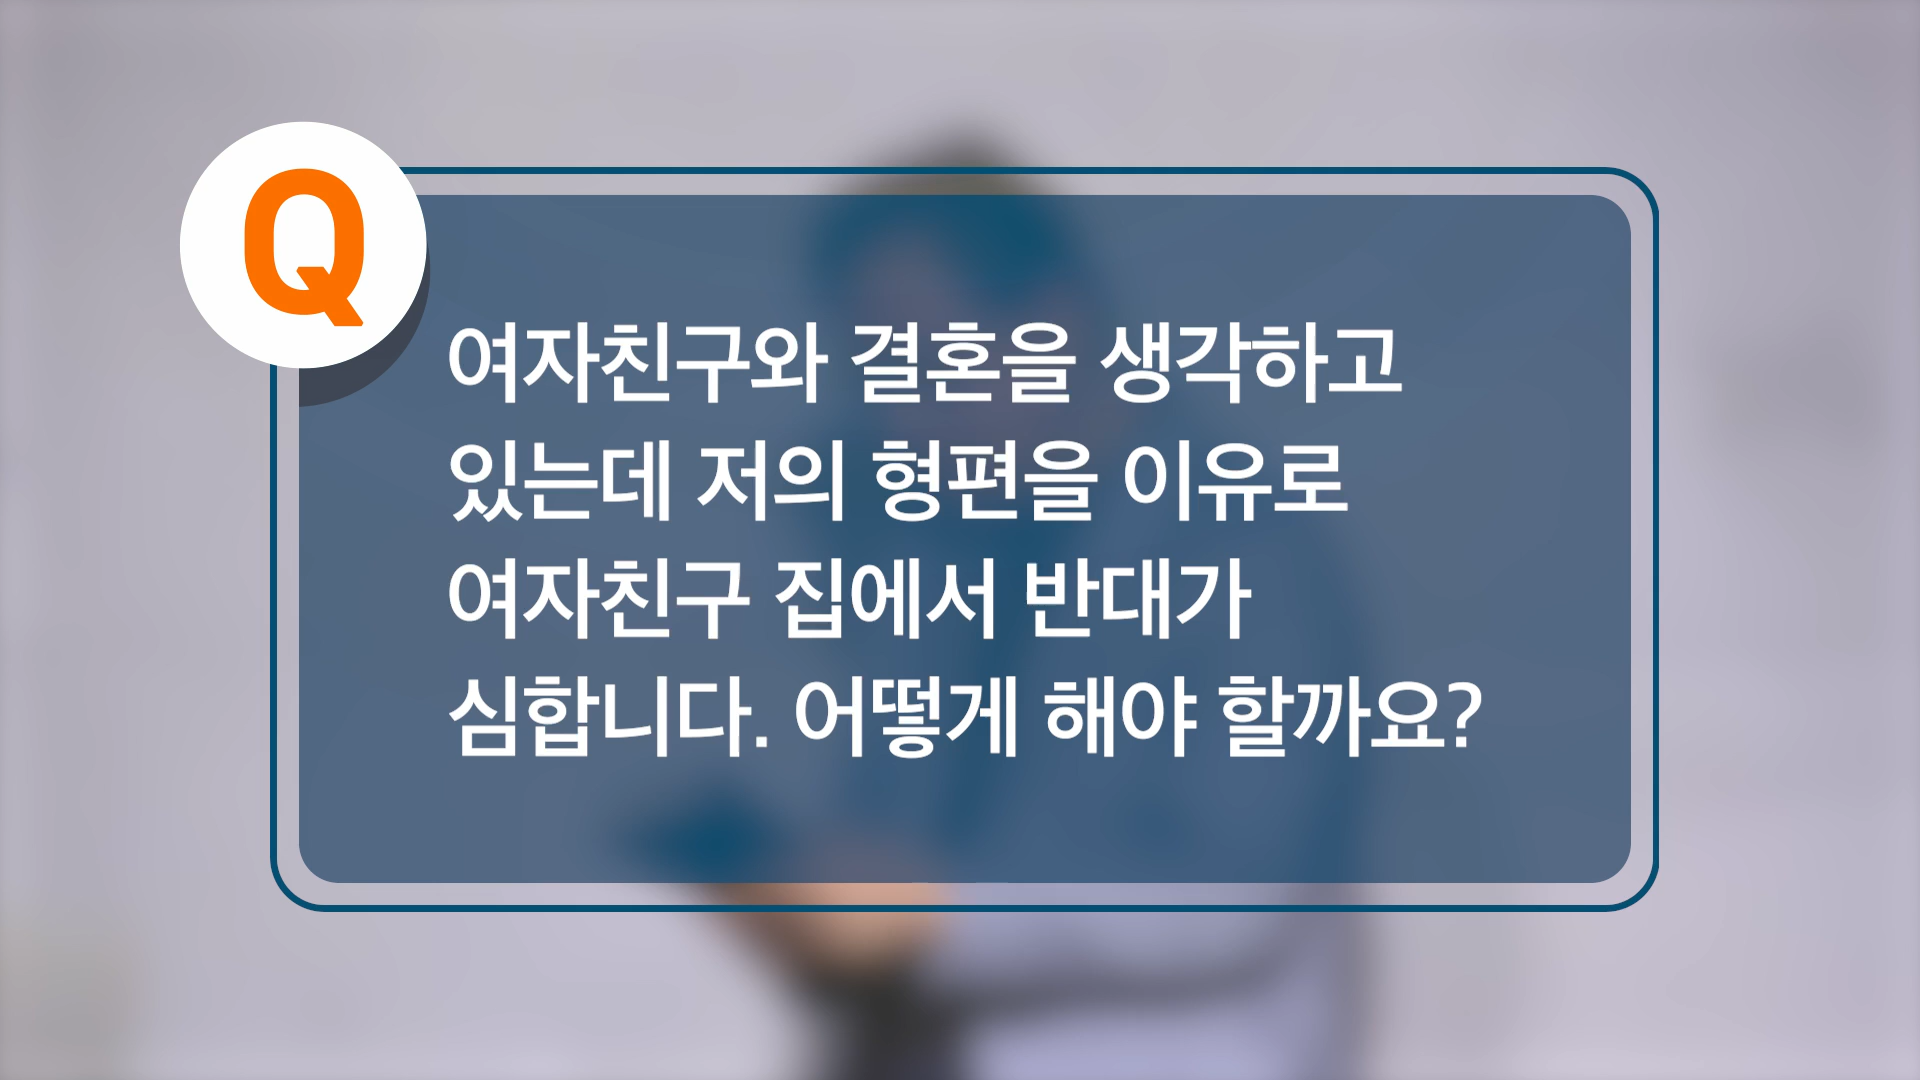 Q
여자친구와 결혼을 생각하고
있는데 저의 형편을 이유로
여자친구 집에서 반대가
심합니다. 어떻게 해야 할까요?